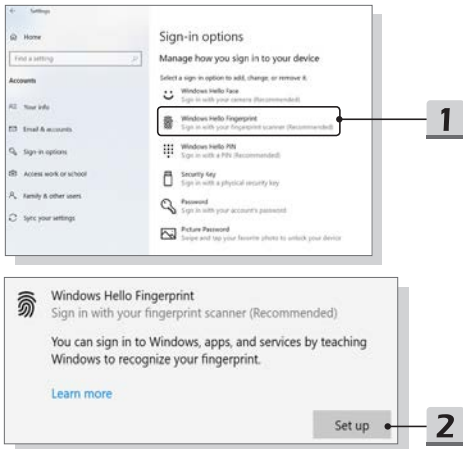 Settings
Home
Find a setting
Accounts
Your info
Email & accounts
Sign-in options
Access work or school
Family & other users
Sync your settings
Sign-in options
Manage how you sign in to your device
Select a sign-in option to add, change, or remove it.
Windows Hello Face
Sign in with your camera (Recommended)
Windows Hello Fingerprint
Sign in with your fingerprint scanner (Recommended)
Windows Hello PIN
Sign in with a PIN (Recommended)
Security Key
Sign in with a physical security key
Password
Sign in with your account's password
Picture Password
Swipe and tap your favorite photo to unlock your device
1
Windows Hello Fingerprint
Sign in with your fingerprint scanner (Recommended)
You can sign in to Windows, apps, and services by teaching
Windows to recognize your fingerprint.
Learn more
Set up
2